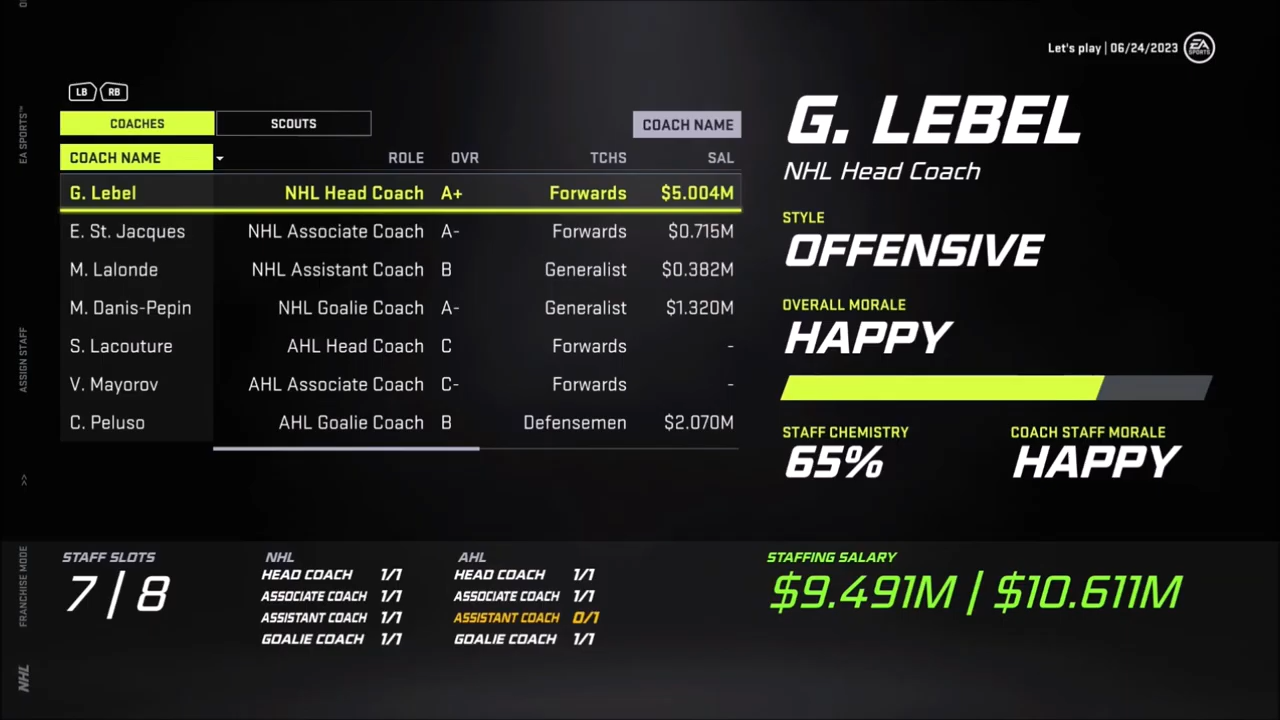 Let's play | 06/24/2023 EA SPORTS
LB RB
COACHES SCOUTS COACH NAME
COACH NAME ROLE OVR TCHS SAL
G. Lebel NHL Head Coach A+ Forwards $5.004M
E. St. Jacques NHL Associate Coach A- Forwards $0.715M
M. Lalonde NHL Assistant Coach B Generalist $0.382M
M. Danis-Pepin NHL Goalie Coach A- Generalist $1.320M
S. Lacouture AHL Head Coach C Forwards -
V. Mayorov AHL Associate Coach C- Forwards -
C. Peluso AHL Goalie Coach B Defensemen $2.070M
G. LEBEL
NHL Head Coach
STYLE
OFFENSIVE
OVERALL MORALE
HAPPY
STAFF CHEMISTRY
65%
COACH STAFF MORALE
HAPPY
STAFF SLOTS
7 | 8
NHL
HEAD COACH 1/1
ASSOCIATE COACH 1/1
ASSISTANT COACH 1/1
GOALIE COACH 1/1
AHL
HEAD COACH 1/1
ASSOCIATE COACH 1/1
ASSISTANT COACH 0/1
GOALIE COACH 1/1
STAFFING SALARY
$9.491M | $10.611M
EA SPORTS™
ASSIGN STAFF
>>
FRANCHISE MODE
NHL